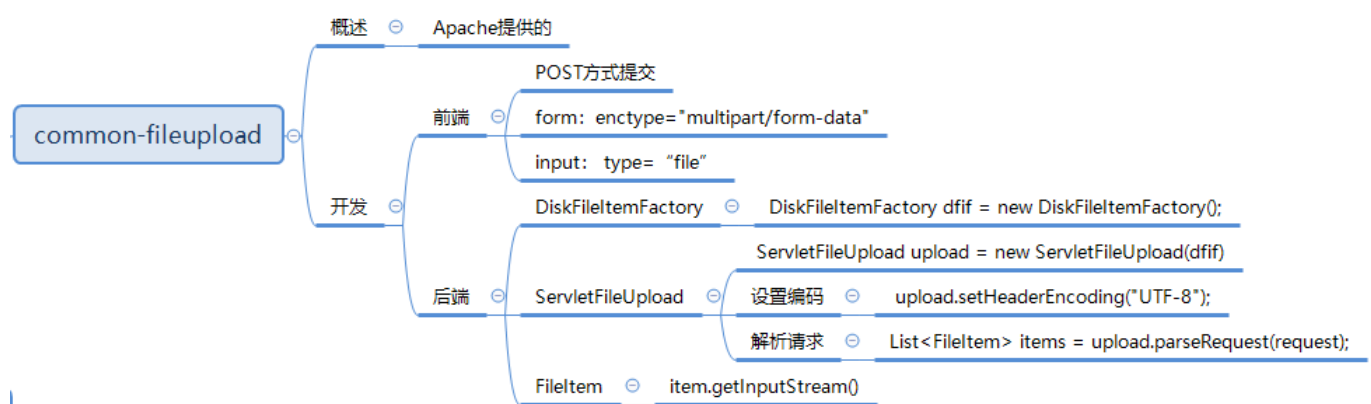 common-fileupload
概述
Apache提供的
开发
前端
POST方式提交
form：enctype="multipart/form-data"
input： type= “file”
后端
DiskFileItemFactory
DiskFileItemFactory dfif = new DiskFileItemFactory();
ServletFileUpload
ServletFileUpload upload = new ServletFileUpload(dfif)
设置编码
upload.setHeaderEncoding("UTF-8");
解析请求
List<FileItem> items = upload.parseRequest(request);
FileItem
item.getInputStream()